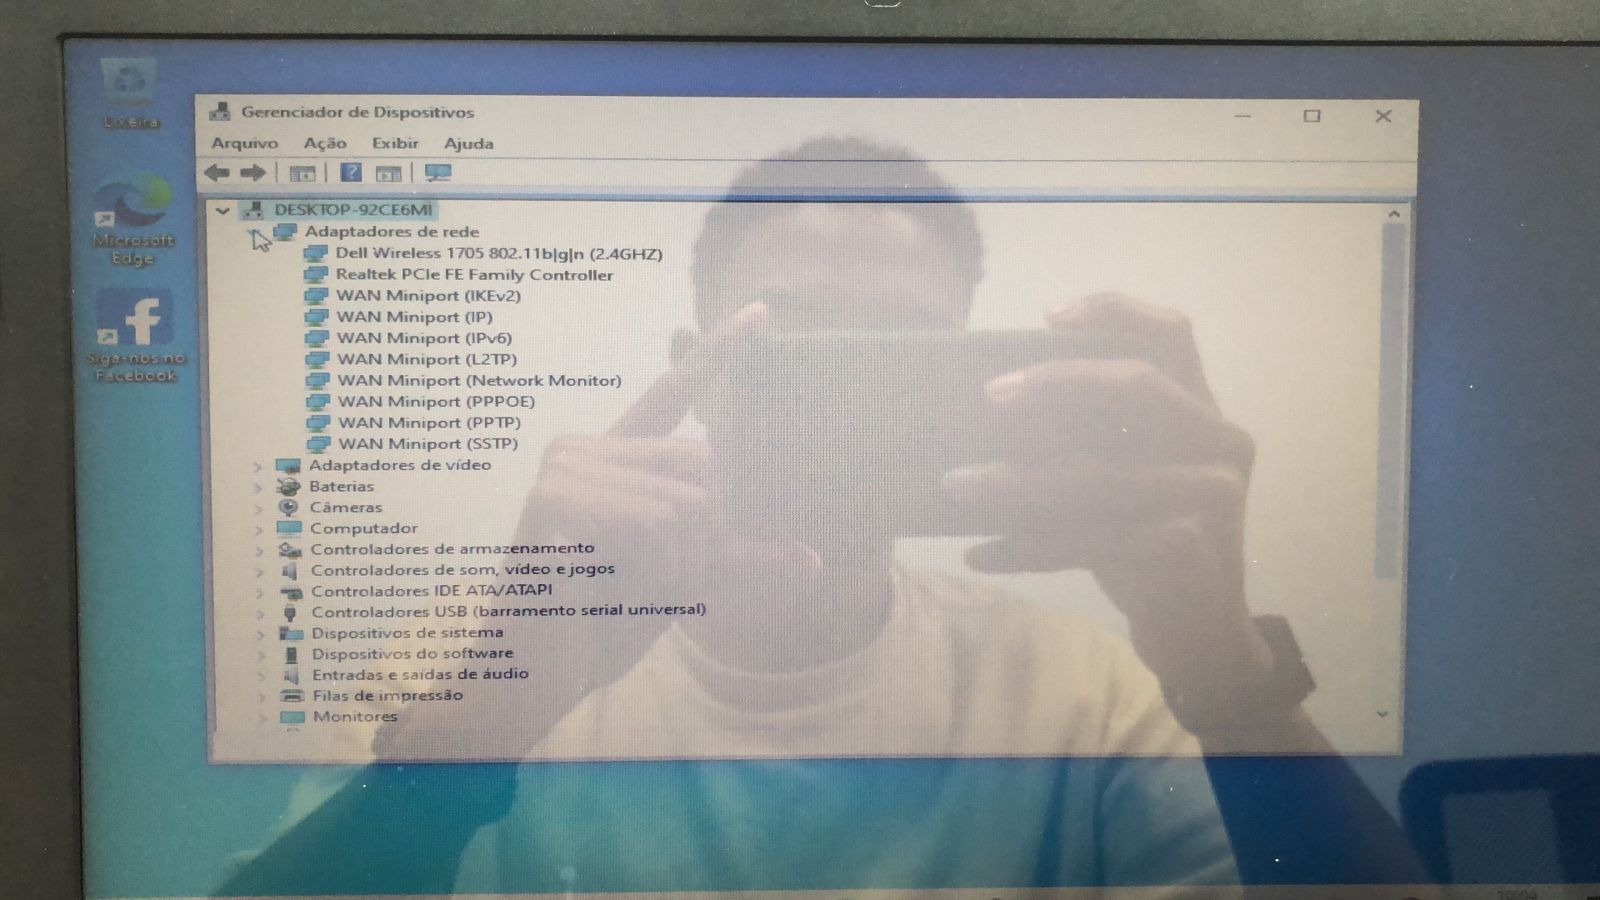 Lixeira
Microsoft
Edge
Siga-nos no
Facebook
Gerenciador de Dispositivos
Arquivo Ação Exibir Ajuda
DESKTOP-92CE6MI
Adaptadores de rede
Dell Wireless 1705 802.11b|g|n (2.4GHZ)
Realtek PCIe FE Family Controller
WAN Miniport (IKEv2)
WAN Miniport (IP)
WAN Miniport (IPv6)
WAN Miniport (L2TP)
WAN Miniport (Network Monitor)
WAN Miniport (PPPOE)
WAN Miniport (PPTP)
WAN Miniport (SSTP)
Adaptadores de vídeo
Baterias
Câmeras
Computador
Controladores de armazenamento
Controladores de som, vídeo e jogos
Controladores IDE ATA/ATAPI
Controladores USB (barramento serial universal)
Dispositivos de sistema
Dispositivos do software
Entradas e saídas de áudio
Filas de impressão
Monitores